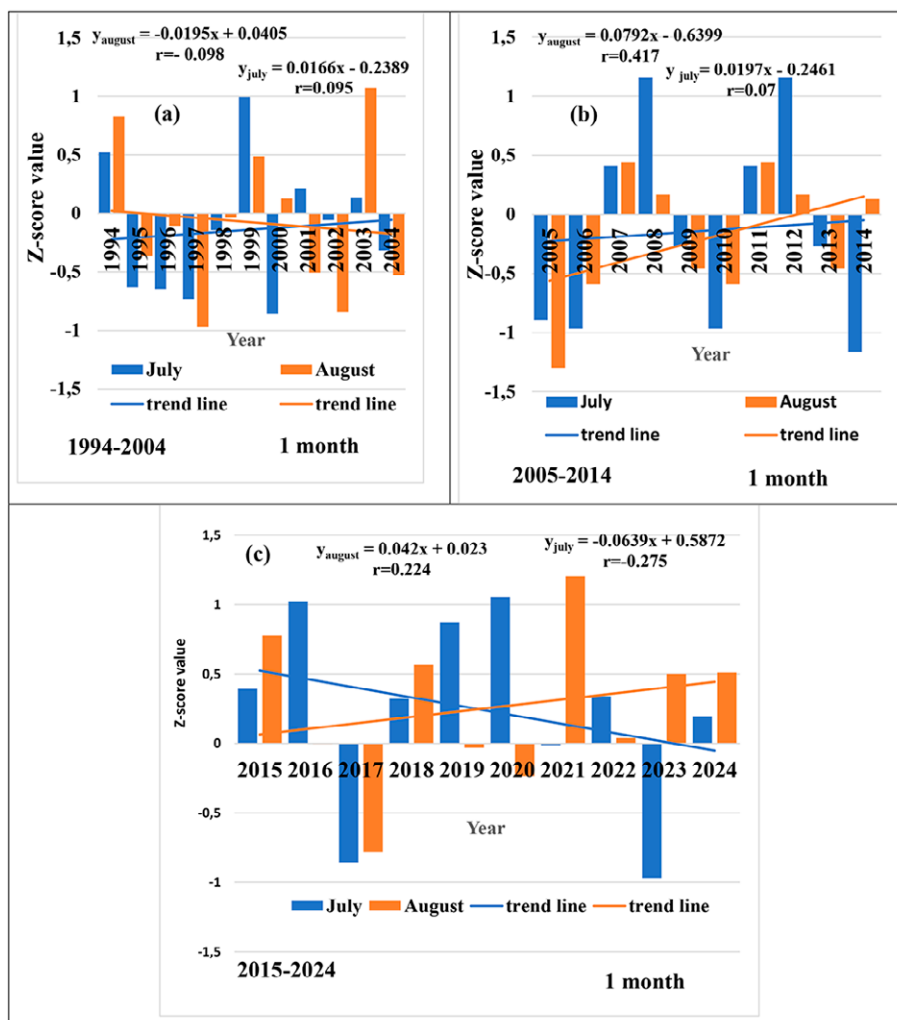 1,5
y_august = -0.0195x + 0.0405
r=- 0.098
y_july = 0.0166x - 0.2389
r=0.095
(a)
1
0,5
0
-0,5
-1
-1,5
Z-score value
1994 1995 1996 1997 1998 1999 2000 2001 2002 2003 2004
Year
July August
trend line trend line
1994-2004 1 month
1,5
y_august = 0.0792x - 0.6399
r=0.417
y_july = 0.0197x - 0.2461
r=0.07
(b)
1
0,5
0
-0,5
-1
-1,5
Z-score value
2005 2006 2007 2008 2009 2010 2011 2012 2013 2014
Year
July August
trend line trend line
2005-2014 1 month
1,5
(c)
y_august = 0.042x + 0.023
r=0.224
y_july = -0.0639x + 0.5872
r=-0.275
1
0,5
0
-0,5
-1
-1,5
Z-score value
2015 2016 2017 2018 2019 2020 2021 2022 2023 2024
Year
July August trend line trend line
2015-2024
1 month